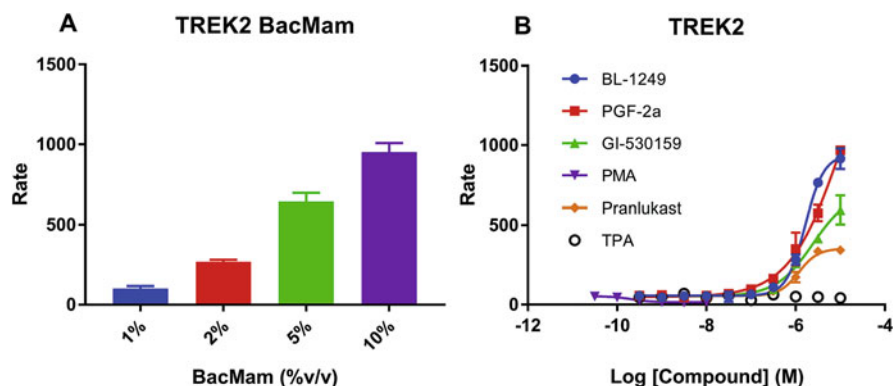 A
TREK2 BacMam
1500
1000
500
0
Rate
1%
2%
5%
10%
BacMam (%v/v)
B
TREK2
1500
1000
500
0
Rate
BL-1249
PGF-2a
GI-530159
PMA
Pranlukast
TPA
-12
-10
-8
-6
-4
Log [Compound] (M)